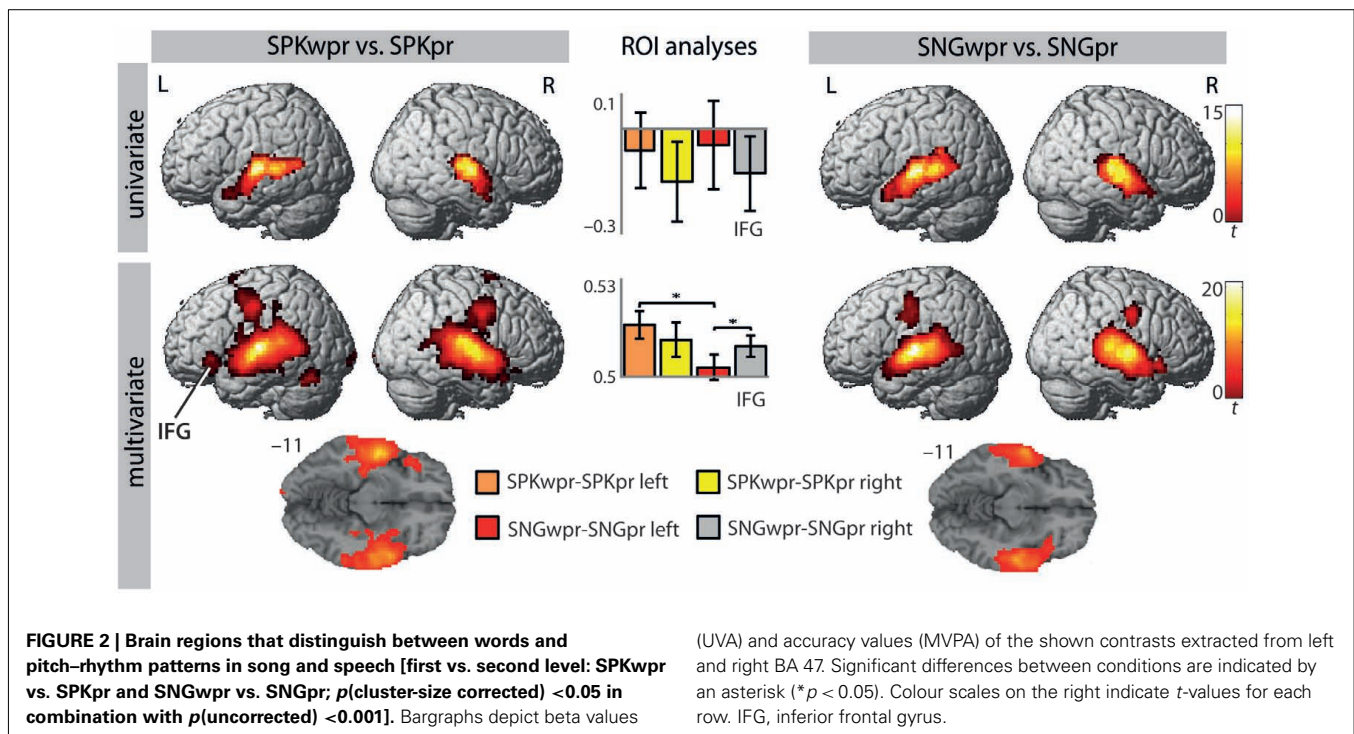 SPKwpr vs. SPKpr
ROI analyses
SNGwpr vs. SNGpr
univariate
L
R
0.1
−0.3
IFG
L
R
15
0
t
multivariate
IFG
0.53
*
*
0.5
IFG
20
0
t
−11
SPKwpr-SPKpr left
SPKwpr-SPKpr right
SNGwpr-SNGpr left
SNGwpr-SNGpr right
−11
FIGURE 2 | Brain regions that distinguish between words and
pitch–rhythm patterns in song and speech [first vs. second level: SPKwpr
vs. SPKpr and SNGwpr vs. SNGpr; p(cluster-size corrected) <0.05 in
combination with p(uncorrected) <0.001]. Bargraphs depict beta values
(UVA) and accuracy values (MVPA) of the shown contrasts extracted from left
and right BA 47. Significant differences between conditions are indicated by
an asterisk (*p < 0.05). Colour scales on the right indicate t-values for each
row. IFG, inferior frontal gyrus.